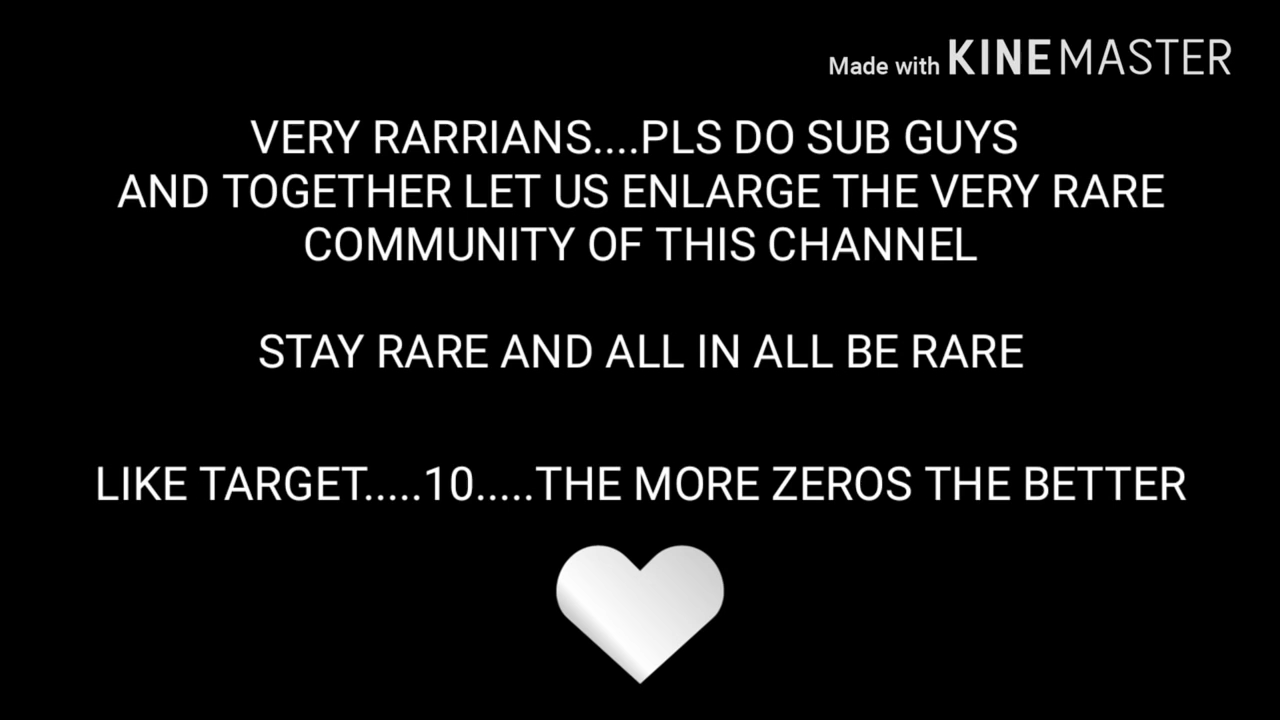 Made with KINEMASTER
VERY RARRIANS....PLS DO SUB GUYS
AND TOGETHER LET US ENLARGE THE VERY RARE
COMMUNITY OF THIS CHANNEL
STAY RARE AND ALL IN ALL BE RARE
LIKE TARGET.....10.....THE MORE ZEROS THE BETTER